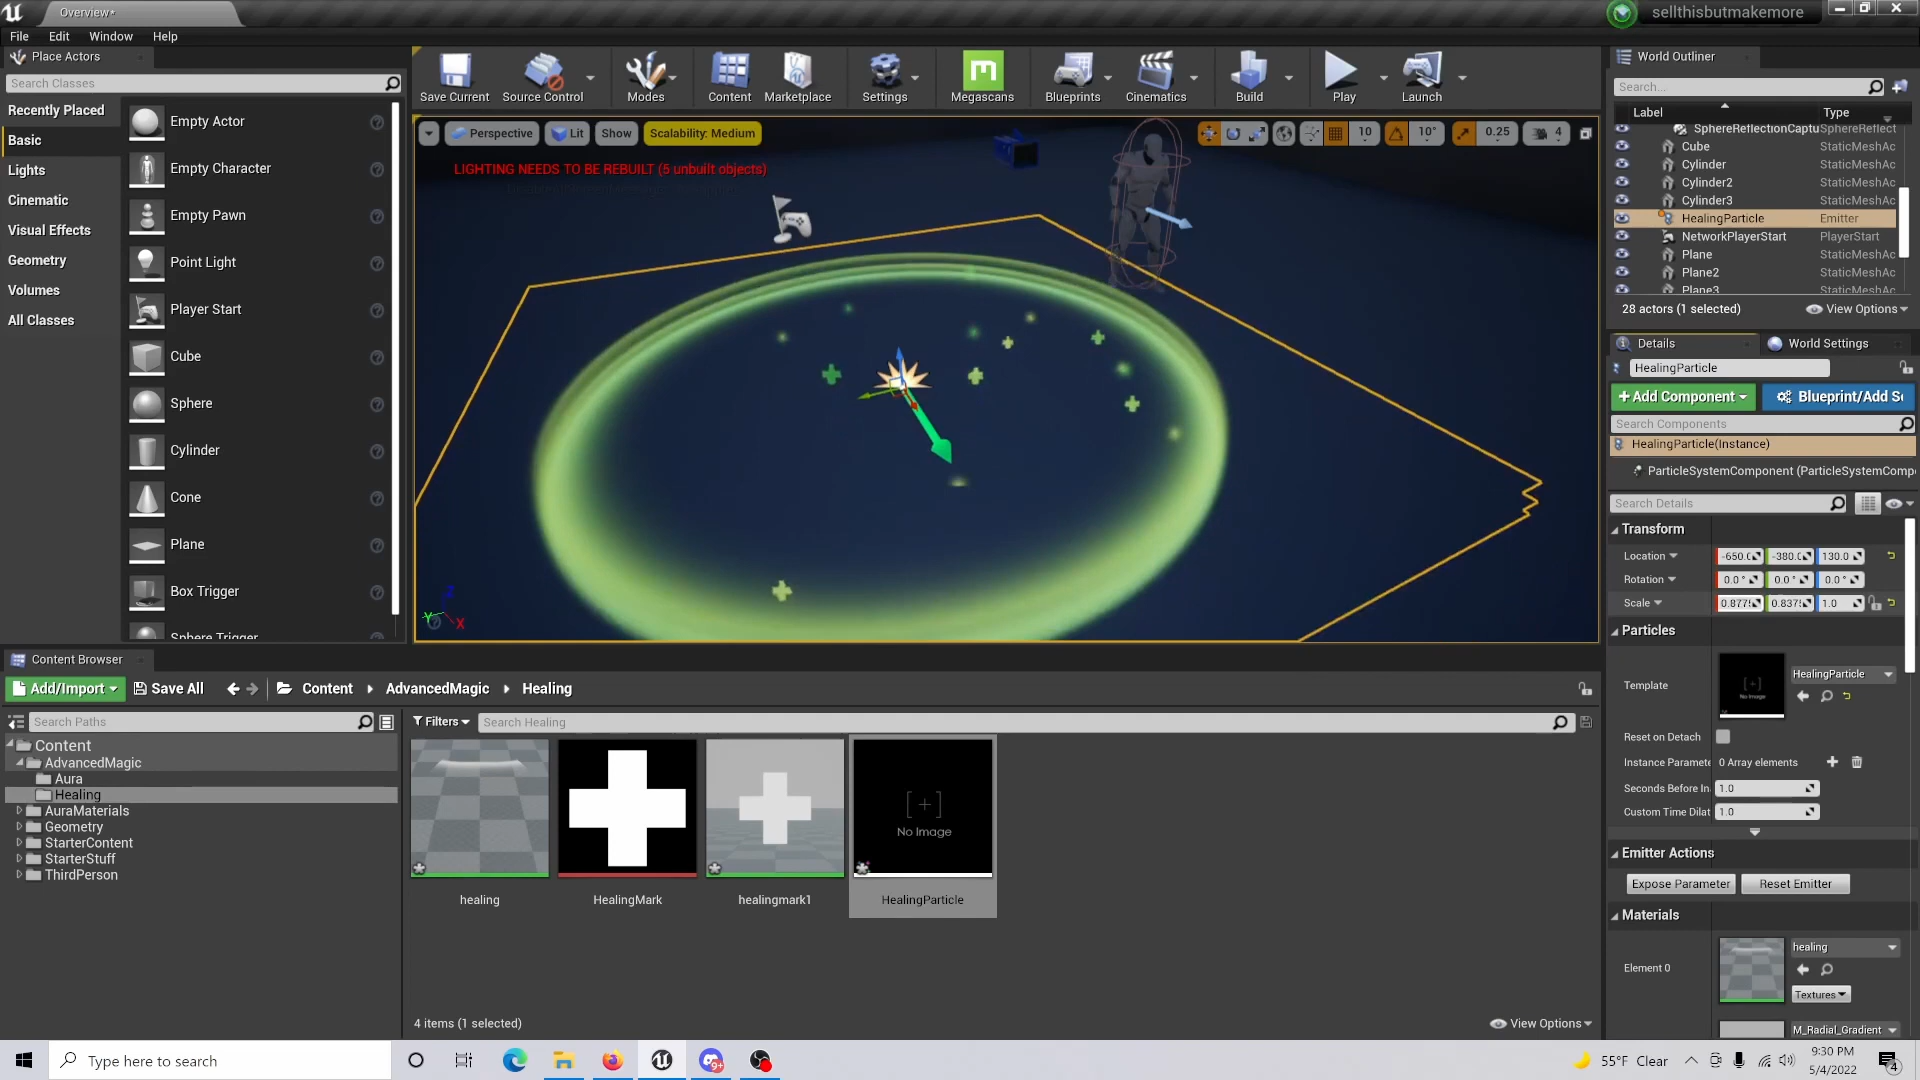 Overview*
sellthisbutmakemore
File Edit Window Help
Place Actors
Search Classes
Recently Placed
Basic
Lights
Cinematic
Visual Effects
Geometry
Volumes
All Classes
Empty Actor
Empty Character
Empty Pawn
Point Light
Player Start
Cube
Sphere
Cylinder
Cone
Plane
Box Trigger
Sphere Trigger
Save Current
Source Control
Modes
Content
Marketplace
Settings
Megascans
Blueprints
Cinematics
Build
Play
Launch
Perspective
Lit
Show
Scalability: Medium
10
10°
0.25
4
LIGHTING NEEDS TO BE REBUILT (5 unbuilt objects)
Z
Y
X
World Outliner
Search...
Label Type
SphereReflectionCaptu SphereReflect
Cube StaticMeshAc
Cylinder StaticMeshAc
Cylinder2 StaticMeshAc
Cylinder3 StaticMeshAc
HealingParticle Emitter
NetworkPlayerStart PlayerStart
Plane StaticMeshAc
Plane2 StaticMeshAc
Plane3 StaticMeshAc
28 actors (1 selected)
View Options
Details
World Settings
HealingParticle
+Add Component
Blueprint/Add Sc
Search Components
HealingParticle(Instance)
ParticleSystemComponent (ParticleSystemCompo
Search Details
Transform
Location -650.0 -380.0 130.0
Rotation 0.0° 0.0° 0.0°
Scale 0.8775 0.8375 1.0
Particles
Template
No Image
HealingParticle
Reset on Detach
Instance Paramete 0 Array elements
Seconds Before In 1.0
Custom Time Dilat 1.0
Emitter Actions
Expose Parameter
Reset Emitter
Materials
Element 0
healing
Textures
M_Radial_Gradient
Content Browser
Add/Import
Save All
Content
AdvancedMagic
Healing
Search Paths
Filters
Search Healing
Content
AdvancedMagic
Aura
Healing
AuraMaterials
Geometry
StarterContent
StarterStuff
ThirdPerson
[+]
No Image
healing
HealingMark
healingmark1
HealingParticle
4 items (1 selected)
View Options
Type here to search
9+
55°F Clear
9:30 PM
5/4/2022
4